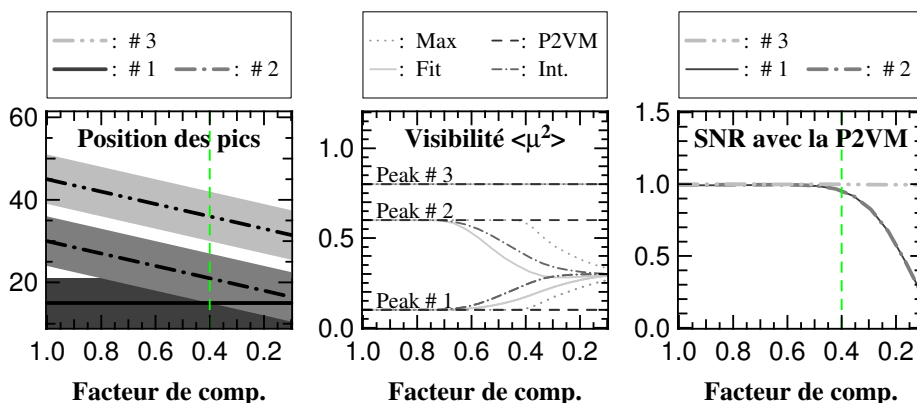 : # 3
: # 1 : # 2
: Max : P2VM
: Fit : Int.
: # 3
: # 1 : # 2
Position des pics
60
40
20
1.0 0.8 0.6 0.4 0.2
Facteur de comp.
Visibilité <μ²>
1.0
0.5
0.0
Peak # 3
Peak # 2
Peak # 1
1.0 0.8 0.6 0.4 0.2
Facteur de comp.
SNR avec la P2VM
1.5
1.0
0.5
0.0
1.0 0.8 0.6 0.4 0.2
Facteur de comp.